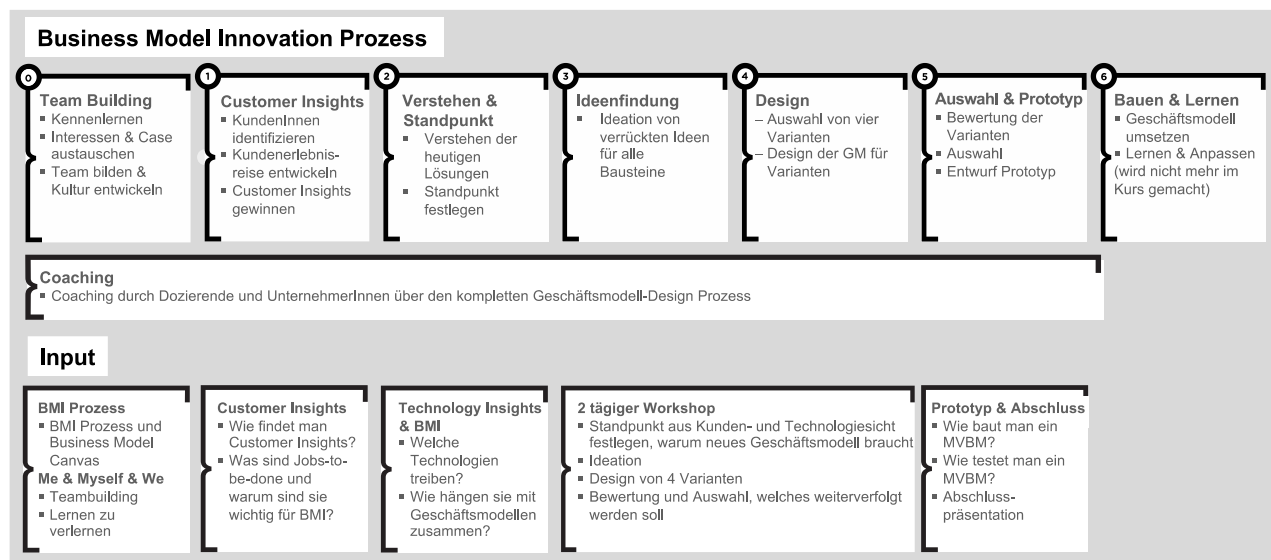 Business Model Innovation Prozess
0
Team Building
▪ Kennenlernen
▪ Interessen & Case
austauschen
▪ Team bilden &
Kultur entwickeln
1
Customer Insights
▪ KundenInnen
identifizieren
▪ Kundenerlebnis-
reise entwickeln
▪ Customer Insights
gewinnen
2
Verstehen &
Standpunkt
▪ Verstehen der
heutigen
Lösungen
▪ Standpunkt
festlegen
3
Ideenfindung
▪ Ideation von
verrückten Ideen
für alle
Bausteine
4
Design
– Auswahl von vier
Varianten
– Design der GM für
Varianten
5
Auswahl & Prototyp
▪ Bewertung der
Varianten
▪ Auswahl
▪ Entwurf Prototyp
6
Bauen & Lernen
▪ Geschäftsmodell
umsetzen
▪ Lernen & Anpassen
(wird nicht mehr im
Kurs gemacht)
Coaching
▪ Coaching durch Dozierende und UnternehmerInnen über den kompletten Geschäftsmodell-Design Prozess
Input
BMI Prozess
▪ BMI Prozess und
Business Model
Canvas
Me & Myself & We
▪ Teambuilding
▪ Lernen zu
verlernen
Customer Insights
▪ Wie findet man
Customer Insights?
▪ Was sind Jobs-to-
be-done und
warum sind sie
wichtig für BMI?
Technology Insights
& BMI
▪ Welche
Technologien
treiben?
▪ Wie hängen sie mit
Geschäftsmodellen
zusammen?
2 tägiger Workshop
▪ Standpunkt aus Kunden- und Technologiesicht
festlegen, warum neues Geschäftsmodell braucht
▪ Ideation
▪ Design von 4 Varianten
▪ Bewertung und Auswahl, welches weiterverfolgt
werden soll
Prototyp & Abschluss
▪ Wie baut man ein
MVBM?
▪ Wie testet man ein
MVBM?
▪ Abschluss-
präsentation